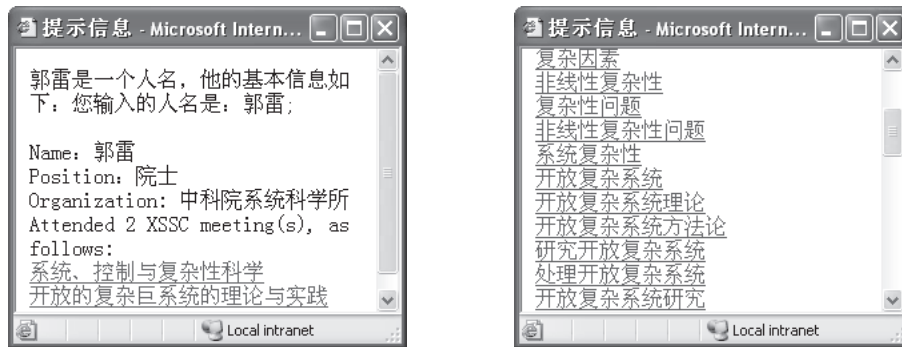 提示信息 - Microsoft Intern...
郭雷是一个人名，他的基本信息如
下：您输入的人名是：郭雷;
Name：郭雷
Position：院士
Organization：中科院系统科学所
Attended 2 XSSC meeting(s), as
follows:
系统、控制与复杂性科学
开放的复杂巨系统的理论与实践
Local intranet
提示信息 - Microsoft Intern...
复杂因素
非线性复杂性
复杂性问题
非线性复杂性问题
系统复杂性
开放复杂系统
开放复杂系统理论
开放复杂系统方法论
研究开放复杂系统
处理开放复杂系统
开放复杂系统研究
Local intranet